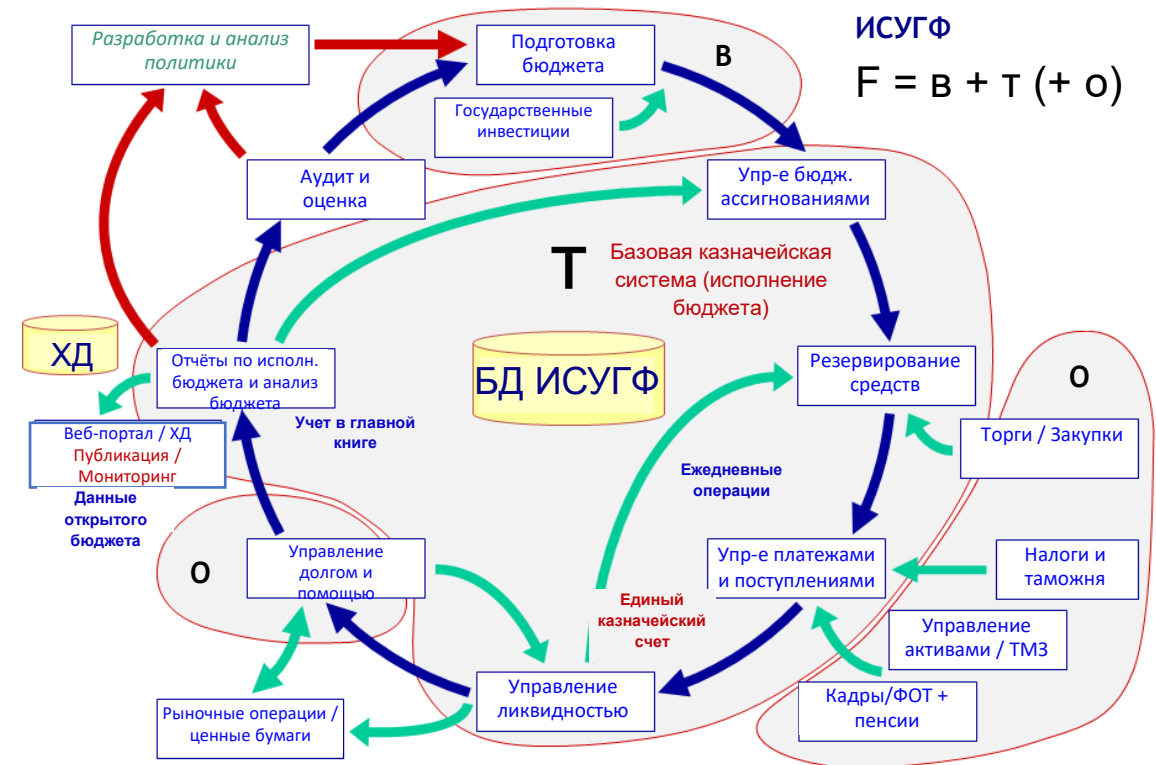 ИСУГФ
F = в + т (+ о)
Разработка и анализ
политики
Подготовка
бюджета
В
Государственные
инвестиции
Аудит и
оценка
Упр-е бюдж.
ассигнованиями
Т
Базовая казначейская
система (исполнение
бюджета)
ХД
БД ИСУГФ
Отчёты по исполн.
бюджета и анализ
бюджета
Резервирование
средств
О
Учет в главной
книге
Веб-портал / ХД
Публикация /
Мониторинг
Торги / Закупки
Данные
открытого
бюджета
Ежедневные
операции
О
Управление
долгом и
помощью
Упр-е платежами
и поступлениями
Налоги и
таможня
Единый
казначейский
счет
Управление
активами / ТМЗ
Управление
ликвидностью
Кадры/ФОТ +
пенсии
Рыночные операции /
ценные бумаги